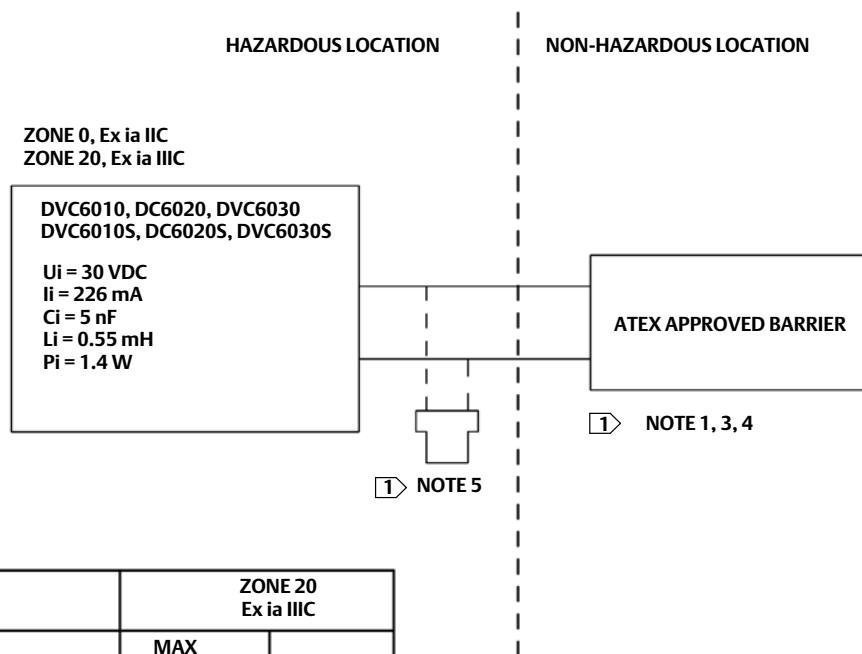 HAZARDOUS LOCATION
NON-HAZARDOUS LOCATION
ZONE 0, Ex ia IIC
ZONE 20, Ex ia IIIC
DVC6010, DC6020, DVC6030
DVC6010S, DC6020S, DVC6030S
Ui = 30 VDC
Ii = 226 mA
Ci = 5 nF
Li = 0.55 mH
Pi = 1.4 W
ATEX APPROVED BARRIER
1 NOTE 1, 3, 4
1 NOTE 5
ZONE 20
Ex ia IIIC
MAX